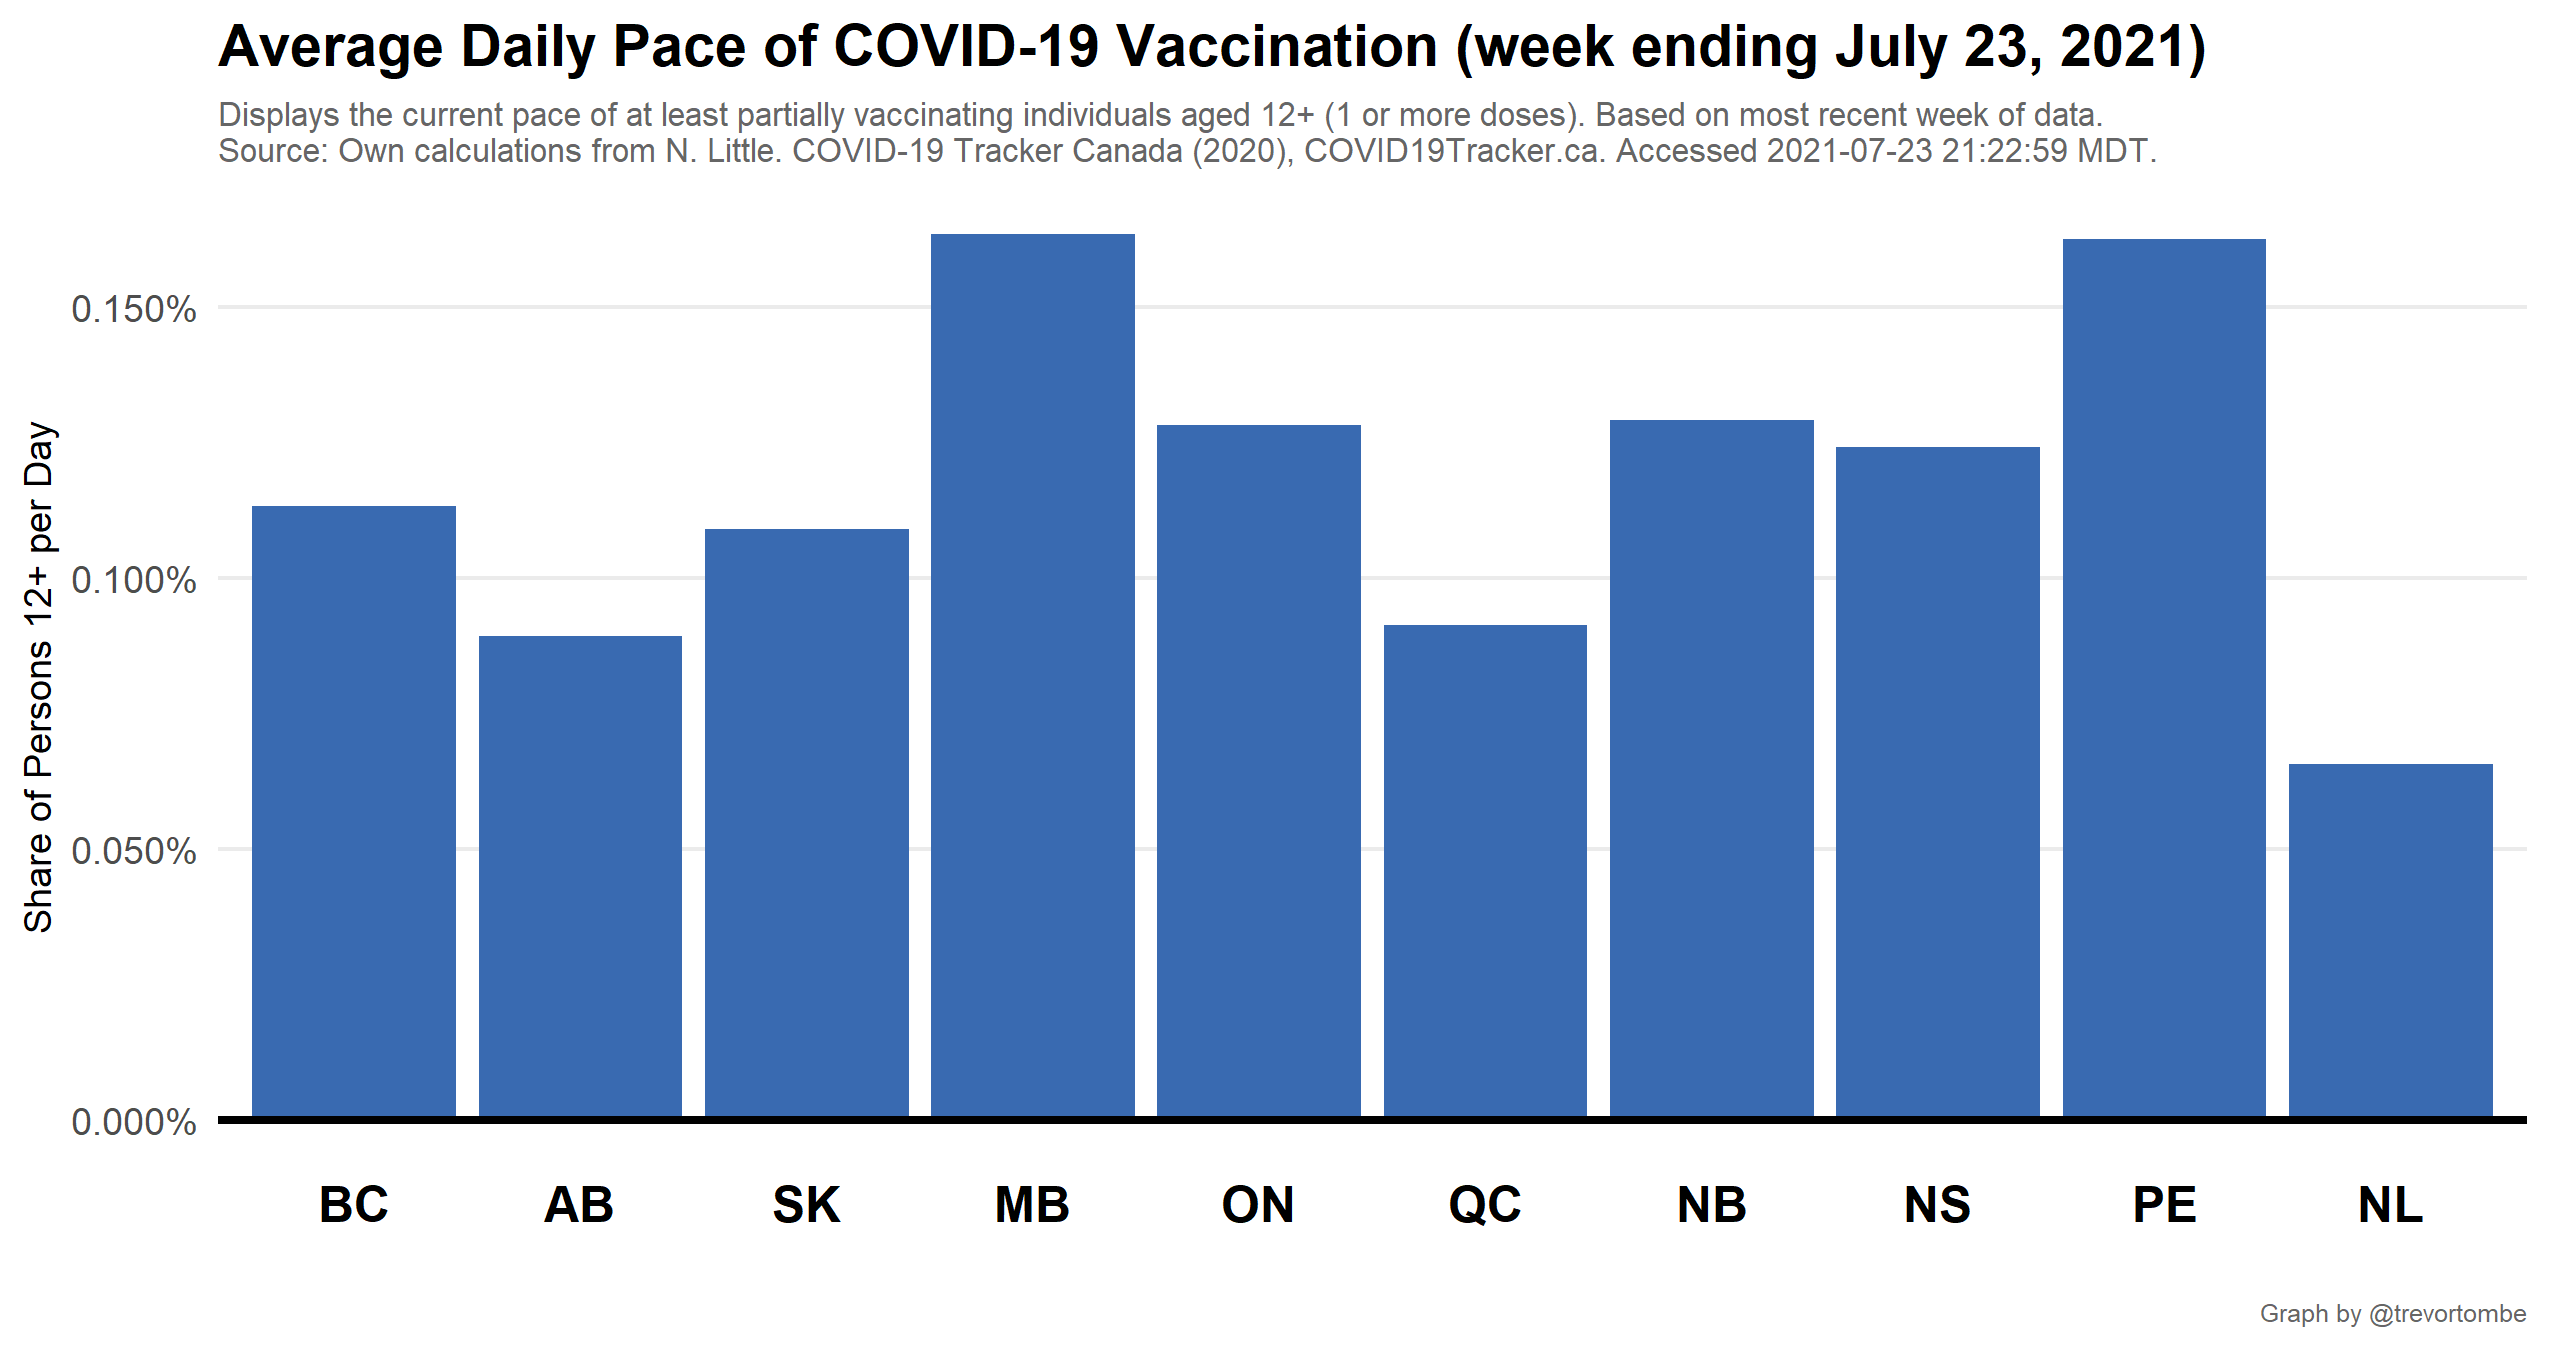 Average Daily Pace of COVID-19 Vaccination (week ending July 23, 2021)
Displays the current pace of at least partially vaccinating individuals aged 12+ (1 or more doses). Based on most recent week of data.
Source: Own calculations from N. Little. COVID-19 Tracker Canada (2020), COVID19Tracker.ca. Accessed 2021-07-23 21:22:59 MDT.
Share of Persons 12+ per Day
0.150%
0.100%
0.050%
0.000%
BC AB SK MB ON QC NB NS PE NL
Graph by @trevortombe